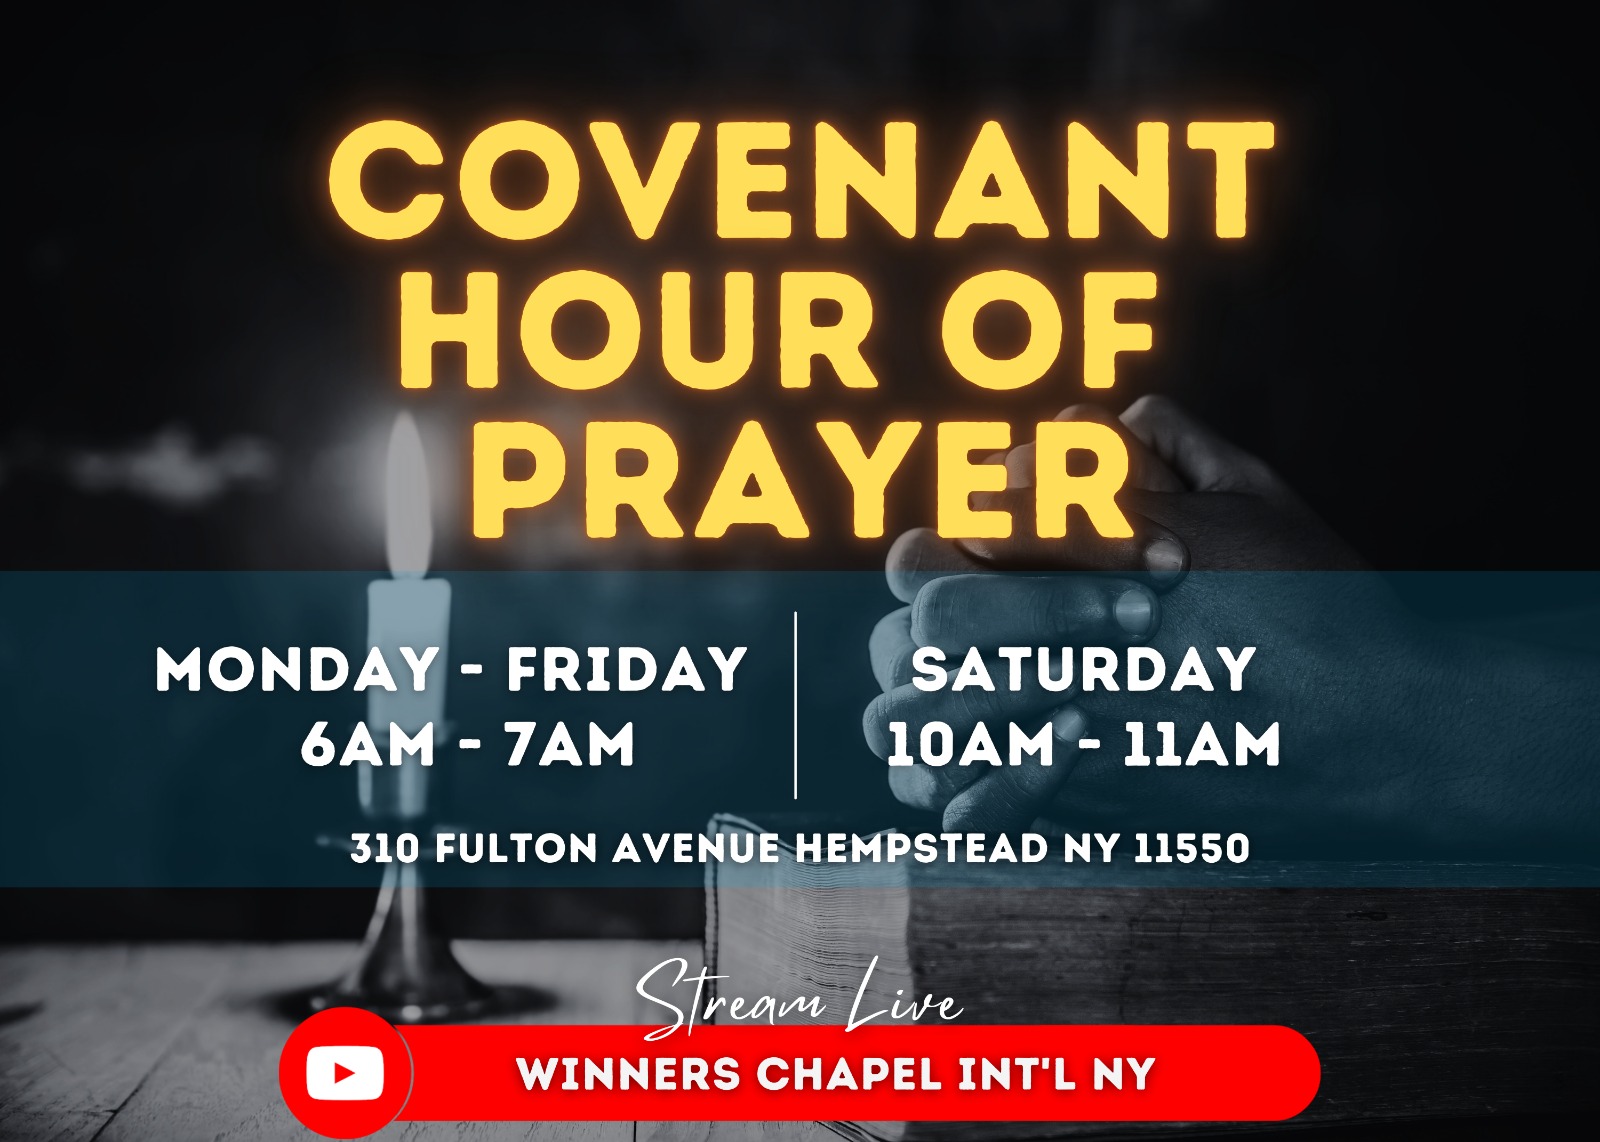 COVENANT
HOUR OF
PRAYER
MONDAY - FRIDAY
6AM - 7AM
SATURDAY
10AM - 11AM
310 FULTON AVENUE HEMPSTEAD NY 11550
Stream Live
WINNERS CHAPEL INT'L NY